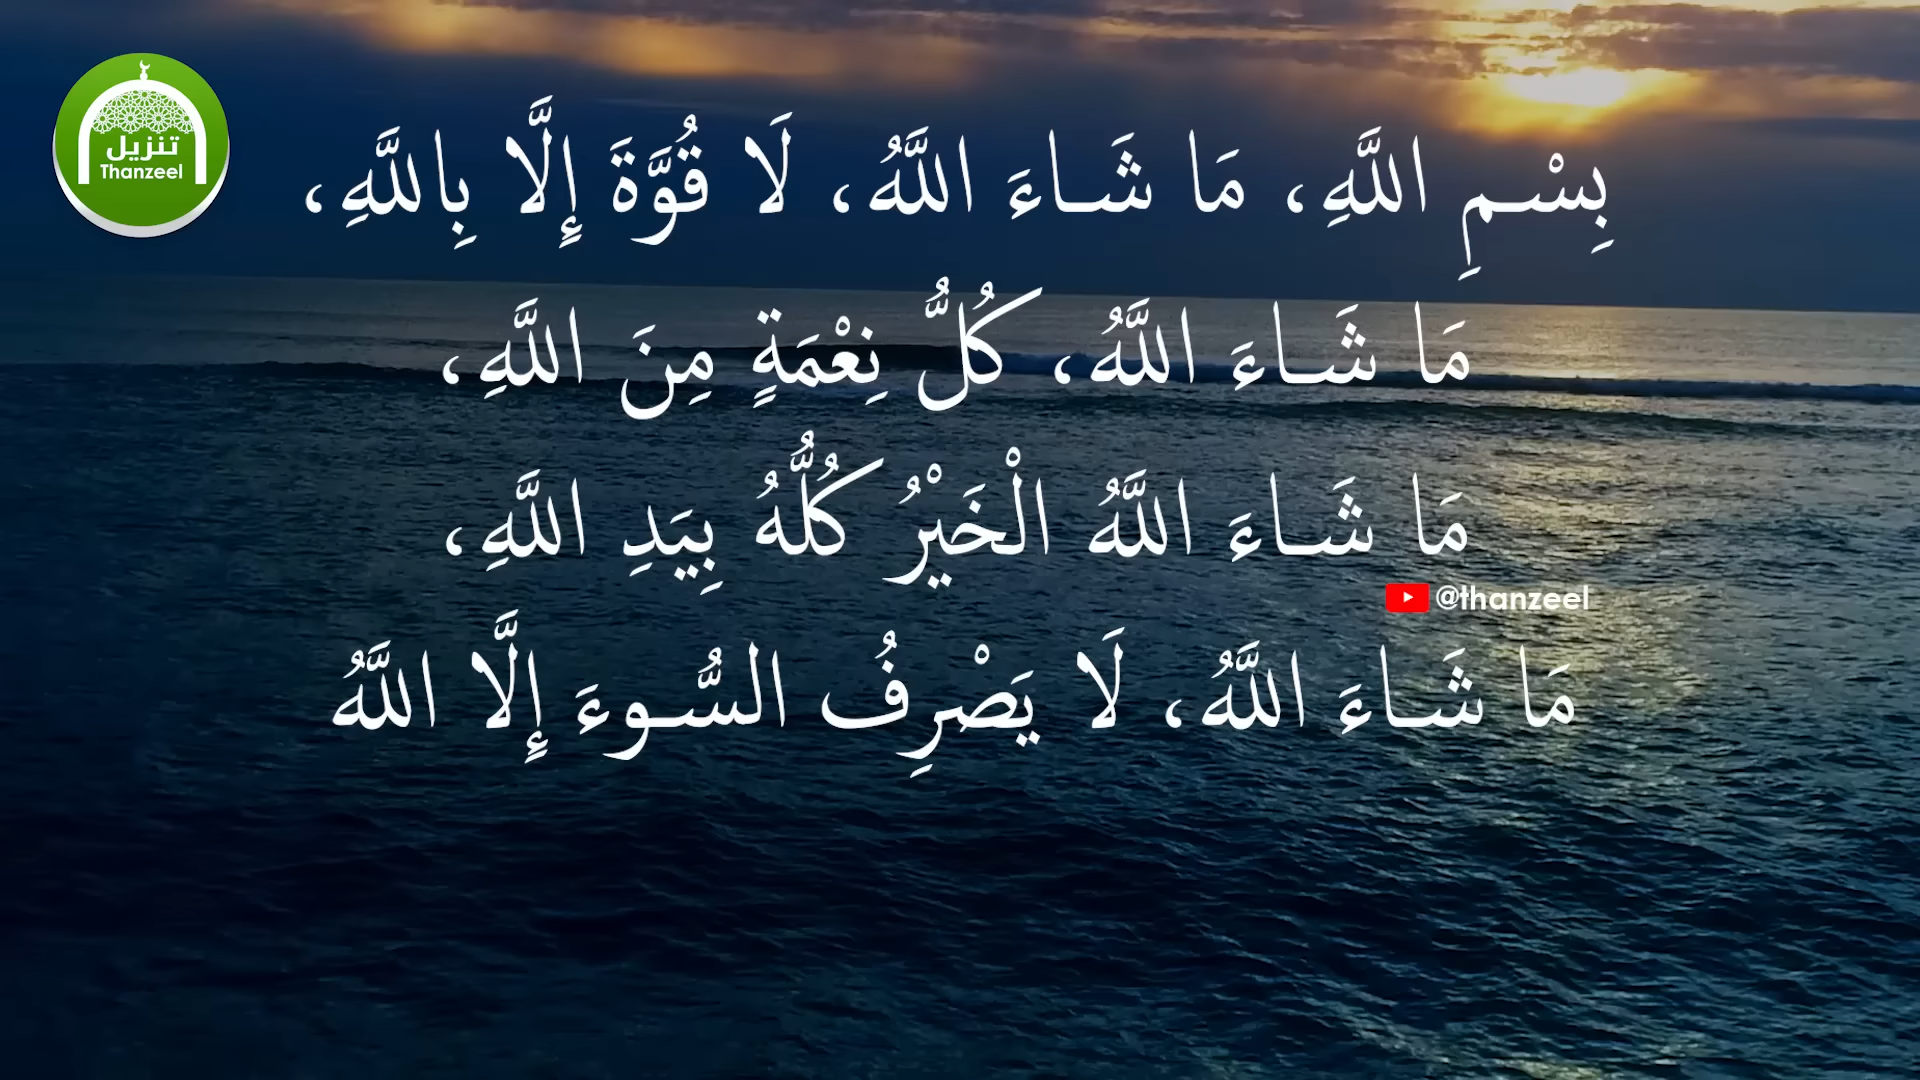 تنزيل
Thanzeel
بِسْمِ اللَّهِ، مَا شَاءَ اللَّهُ، لَا قُوَّةَ إِلَّا بِاللَّهِ،
مَا شَاءَ اللَّهُ، كُلُّ نِعْمَةٍ مِنَ اللَّهِ،
مَا شَاءَ اللَّهُ الْخَيْرُ كُلُّهُ بِيَدِ اللَّهِ،
@thanzeel
مَا شَاءَ اللَّهُ، لَا يَصْرِفُ السُّوءَ إِلَّا اللَّهُ